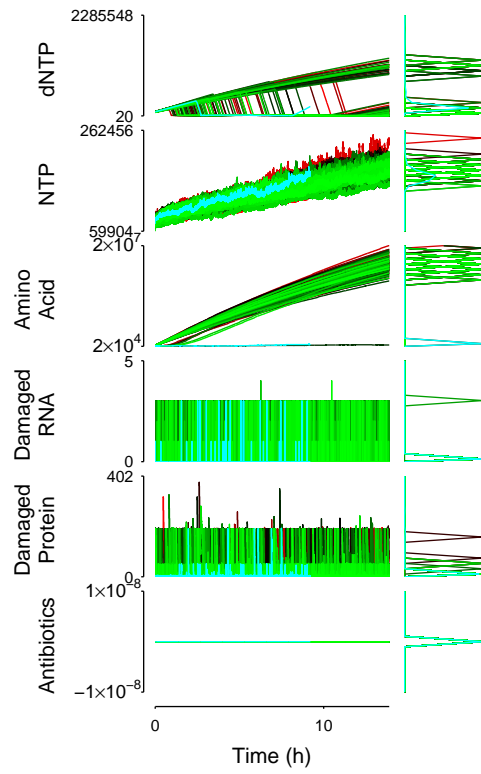 2285548
dNTP
20
262456
NTP
59904
2×10⁷
Amino
Acid
2×10⁴
5
Damaged
RNA
0
402
Damaged
Protein
0
1×10⁻⁸
Antibiotics
−1×10⁻⁸
0 10
Time (h)